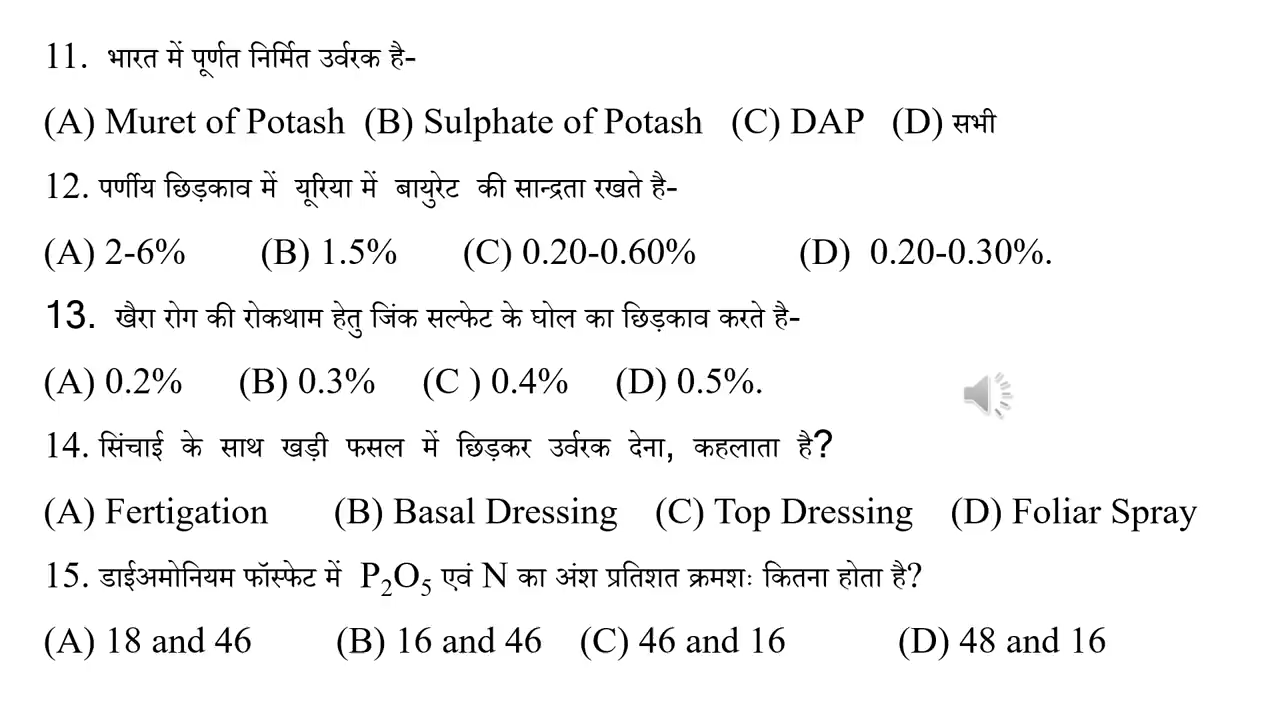 11. भारत में पूर्णत निर्मित उर्वरक है-
(A) Muret of Potash (B) Sulphate of Potash (C) DAP (D) सभी
12. पर्णीय छिड़काव में यूरिया में बायुरेट की सान्द्रता रखते है-
(A) 2-6% (B) 1.5% (C) 0.20-0.60% (D) 0.20-0.30%.
13. खैरा रोग की रोकथाम हेतु जिंक सल्फेट के घोल का छिड़काव करते है-
(A) 0.2% (B) 0.3% (C ) 0.4% (D) 0.5%.
14. सिंचाई के साथ खड़ी फसल में छिड़कर उर्वरक देना, कहलाता है?
(A) Fertigation (B) Basal Dressing (C) Top Dressing (D) Foliar Spray
15. डाईअमोनियम फॉस्फेट में P₂O₅ एवं N का अंश प्रतिशत क्रमशः कितना होता है?
(A) 18 and 46 (B) 16 and 46 (C) 46 and 16 (D) 48 and 16